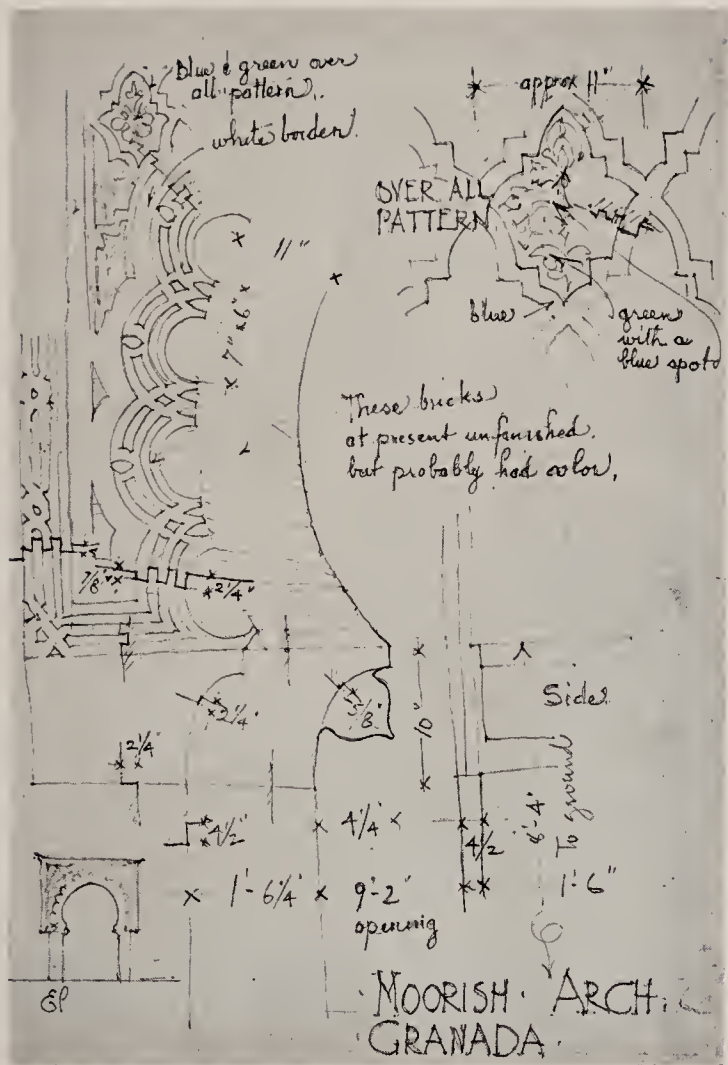 Blue & green over
all pattern.
white border.
approx 11"
OVER ALL
PATTERN
11"
7" x 6"
blue
green
with a
blue spot
These bricks
at present unfinished.
but probably had color,
7/8"
2 1/4"
2 1/4"
5/8"
10"
Side
2 1/4"
4 1/2"
4 1/4"
4 1/2
8'-4"
To ground
1'-6 1/4"
9'-2"
openig
1'-6"
MOORISH · ARCH.
GRANADA ·